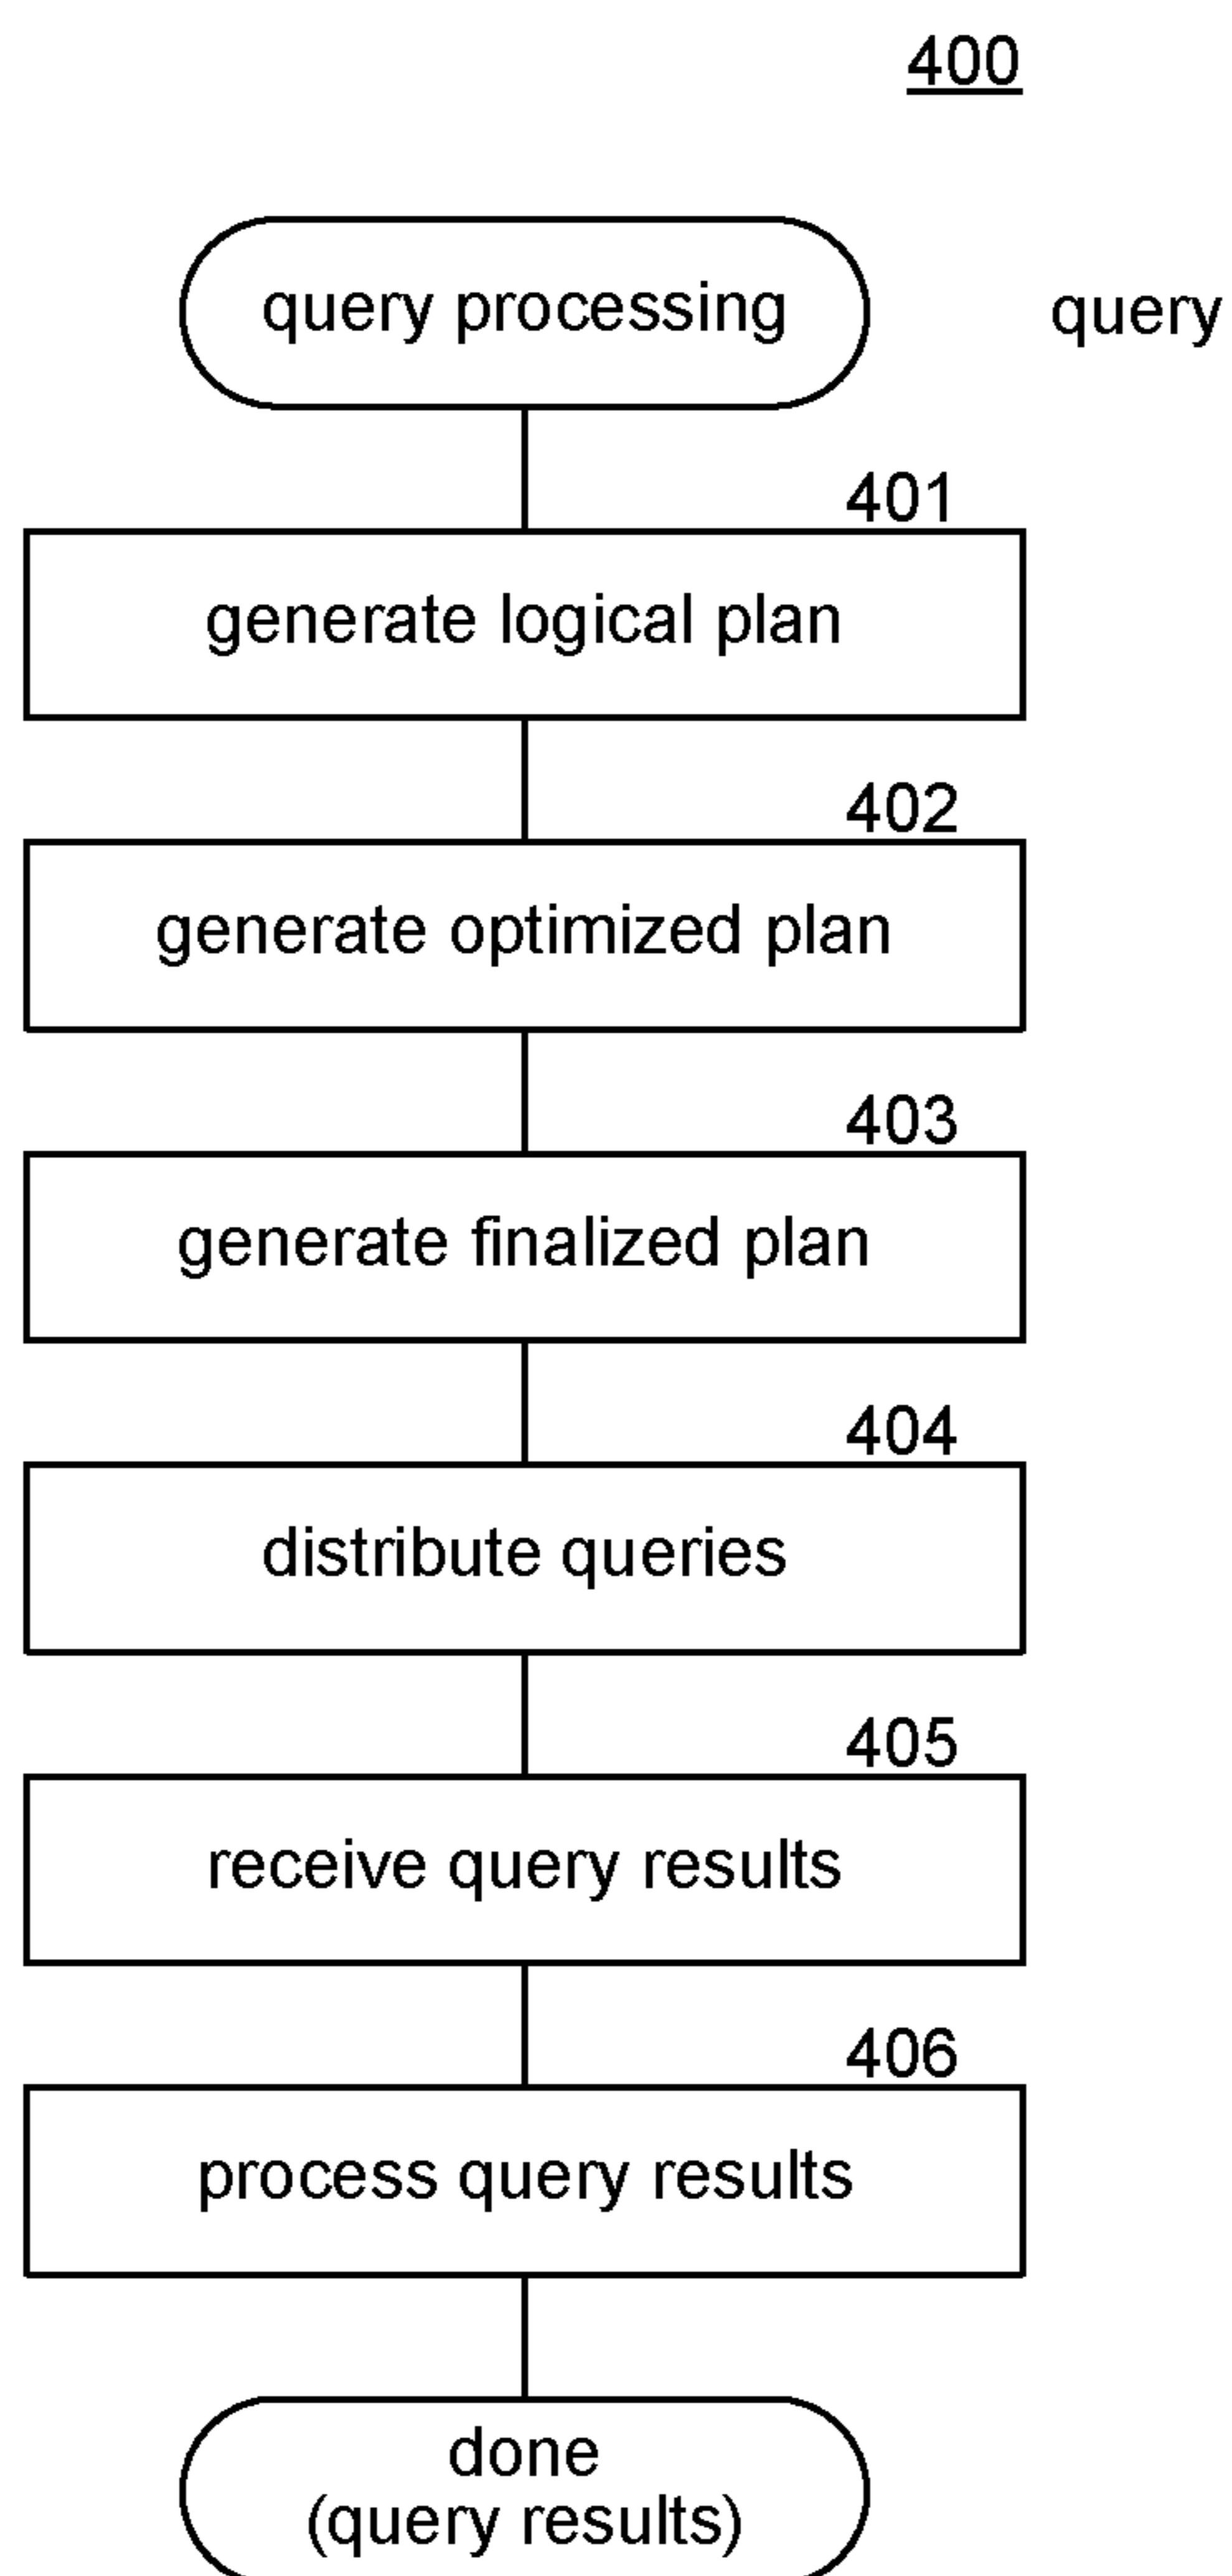 400
query processing
query
401
generate logical plan
402
generate optimized plan
403
generate finalized plan
404
distribute queries
405
receive query results
406
process query results
done
(query results)